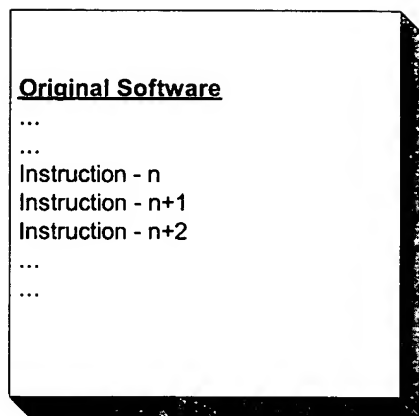 Original Software
...
...
Instruction - n
Instruction - n+1
Instruction - n+2
...
...